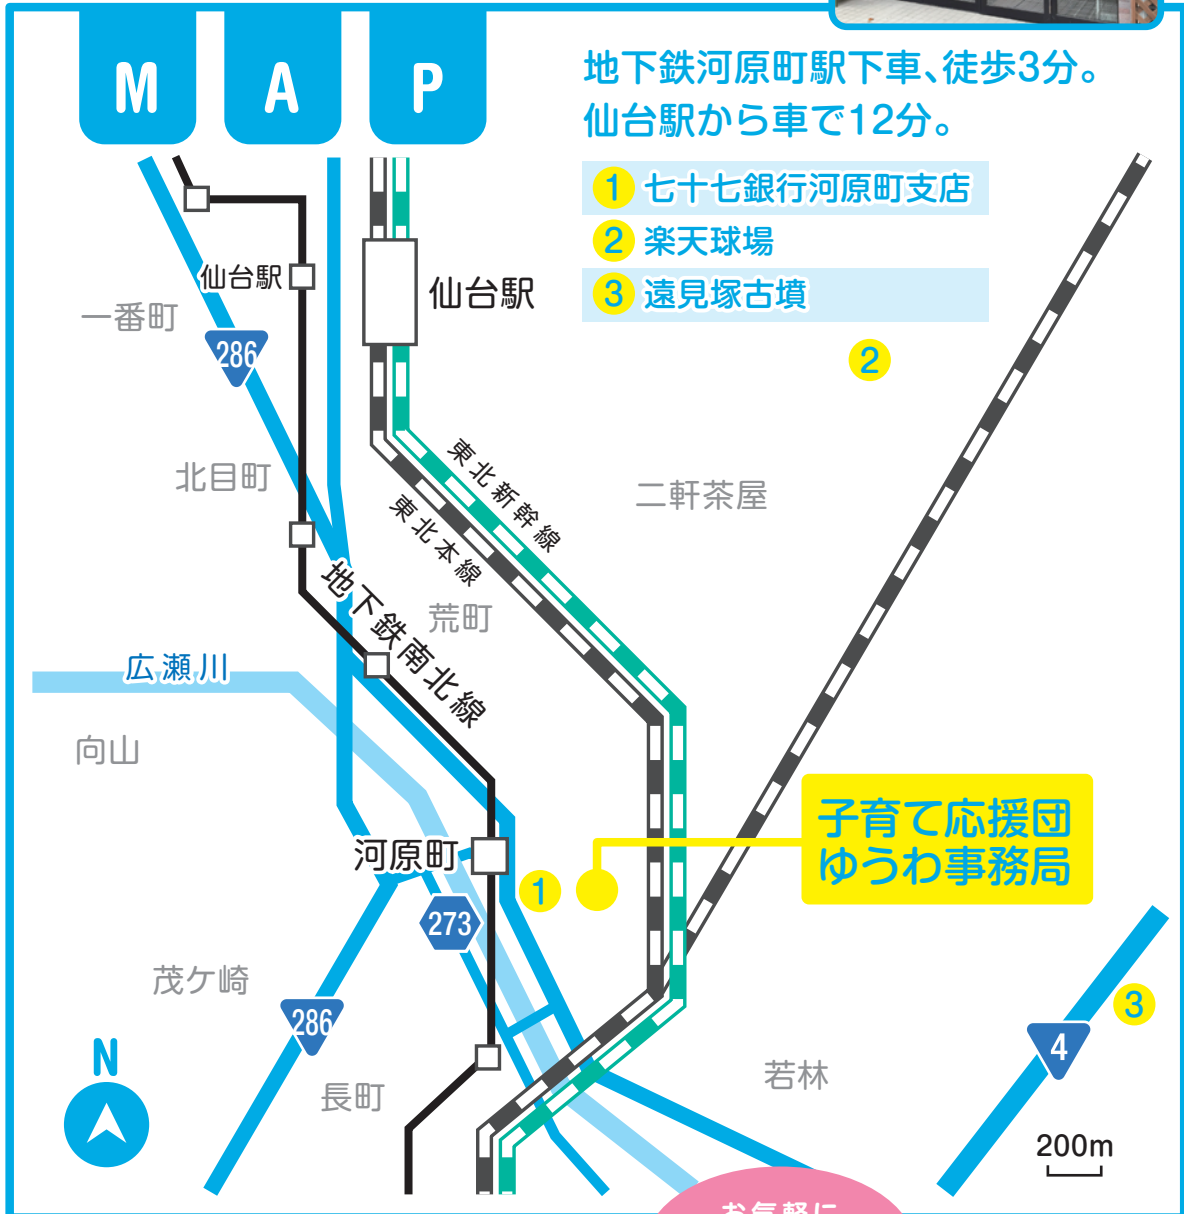 MAP
地下鉄河原町駅下車、徒歩3分。
仙台駅から車で12分。
1 七十七銀行河原町支店
2 楽天球場
3 遠見塚古墳
仙台駅
仙台駅
一番町
286
2
北目町
東北新幹線
東北本線
二軒茶屋
地下鉄南北線
荒町
広瀬川
向山
子育て応援団
ゆうわ事務局
河原町
1
273
茂ケ崎
286
3
4
N
長町
若林
200m
お気軽に